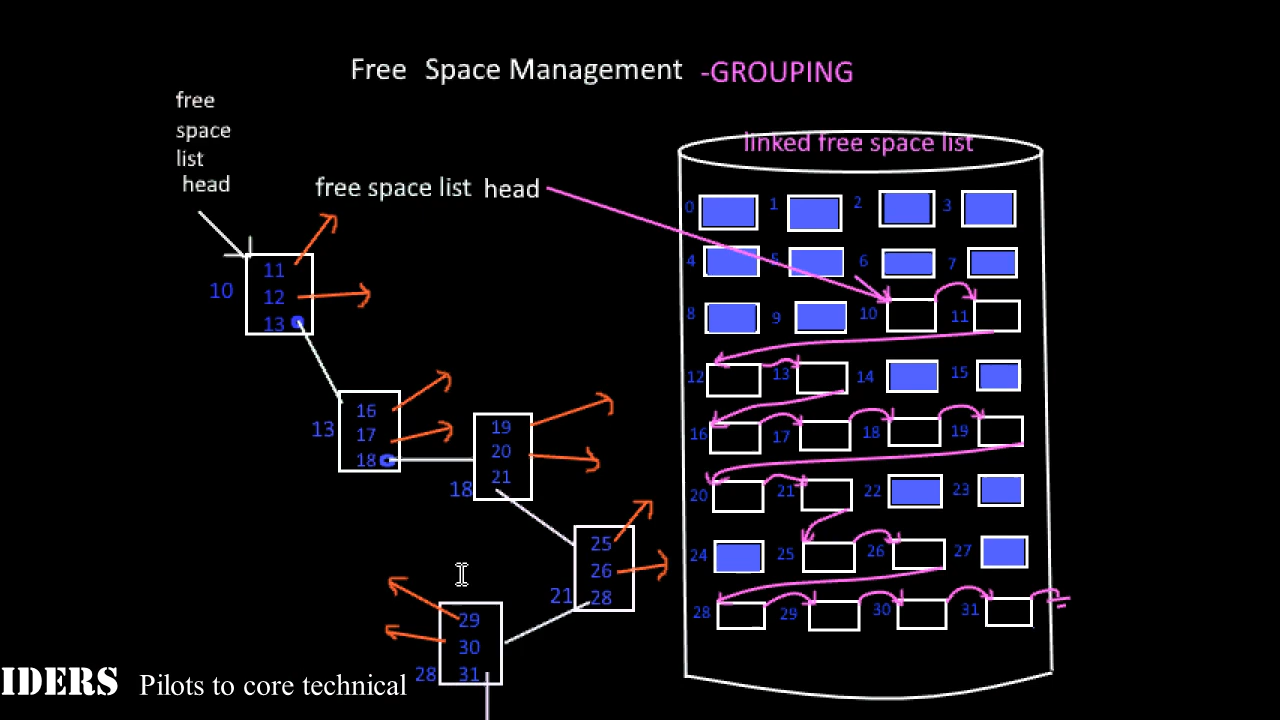 Free Space Management -GROUPING
free
space
list
head
free space list head
linked free space list
0 1 2 3
4 5 6 7
8 9 10 11
12 13 14 15
16 17 18 19
20 21 22 23
24 25 26 27
28 29 30 31
10
11
12
13
13
16
17
18
18
19
20
21
21
25
26
28
28
29
30
31
IDERS Pilots to core technical